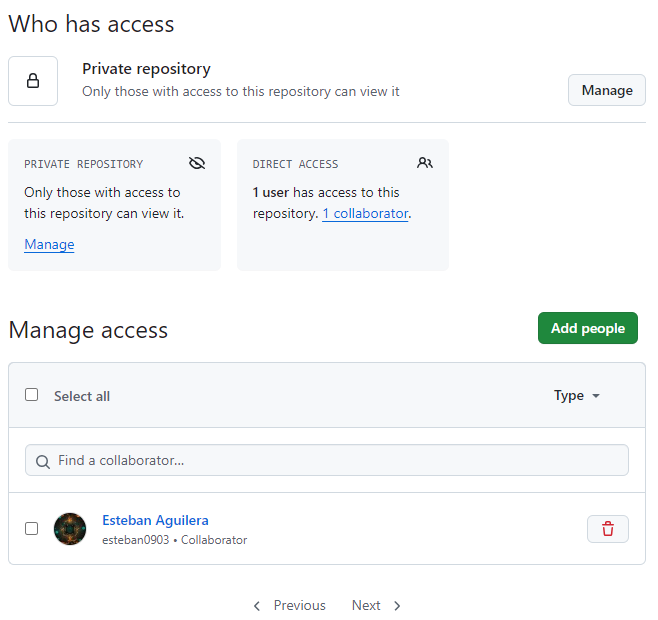 Who has access
Private repository
Only those with access to this repository can view it
Manage
PRIVATE REPOSITORY
Only those with access to
this repository can view it.
Manage
DIRECT ACCESS
1 user has access to this
repository. 1 collaborator.
Manage access
Add people
Select all
Type
Find a collaborator...
Esteban Aguilera
esteban0903 • Collaborator
Previous
Next